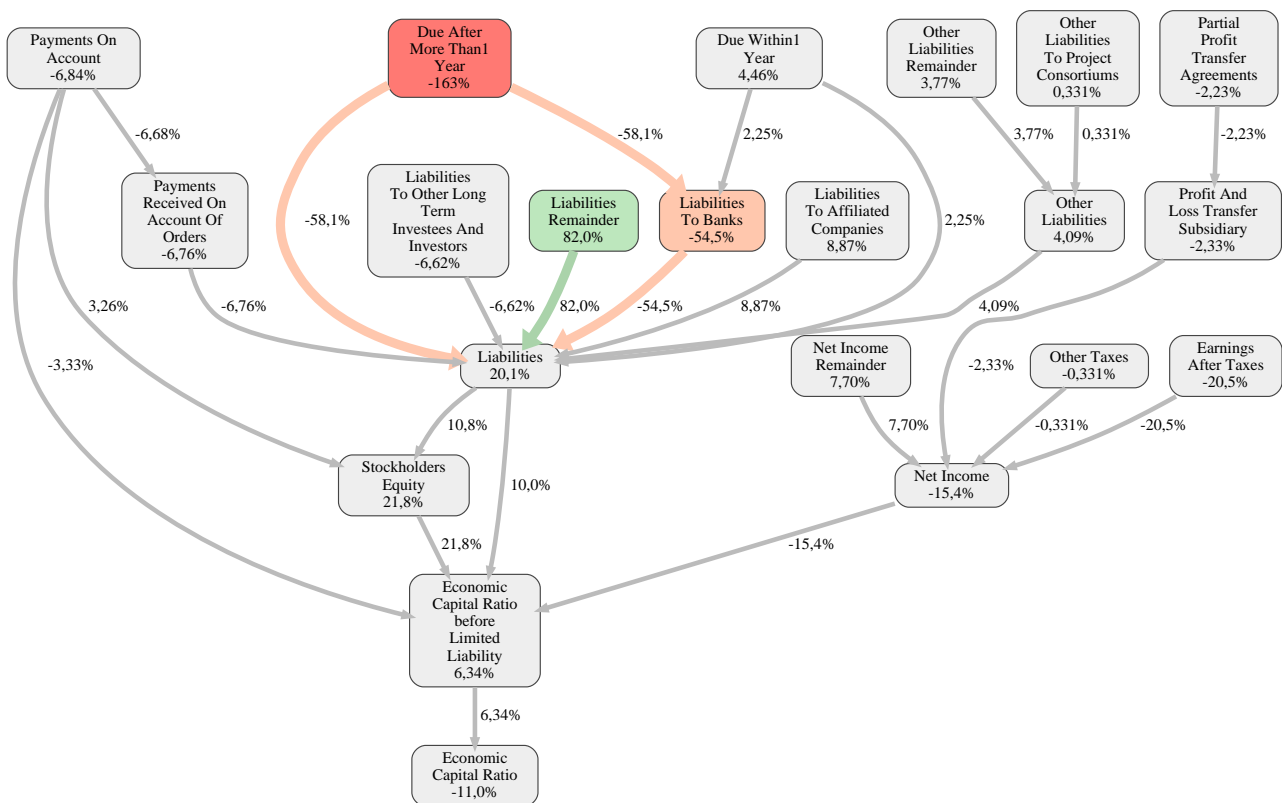 Payments On
Account
-6,84%
Due After
More Than1
Year
-163%
Due Within1
Year
4,46%
Other
Liabilities
Remainder
3,77%
Other
Liabilities
To Project
Consortiums
0,331%
Partial
Profit
Transfer
Agreements
-2,23%
-6,68%
-58,1%
2,25%
3,77%
0,331%
-2,23%
Payments
Received On
Account Of
Orders
-6,76%
-58,1%
Liabilities
To Other Long
Term
Investees And
Investors
-6,62%
Liabilities
Remainder
82,0%
Liabilities
To Banks
-54,5%
Liabilities
To Affiliated
Companies
8,87%
2,25%
Other
Liabilities
4,09%
Profit And
Loss Transfer
Subsidiary
-2,33%
3,26%
-6,76%
-6,62%
82,0%
-54,5%
8,87%
4,09%
-3,33%
Liabilities
20,1%
Net Income
Remainder
7,70%
-2,33%
Other Taxes
-0,331%
Earnings
After Taxes
-20,5%
10,8%
7,70%
-0,331%
-20,5%
Stockholders
Equity
21,8%
10,0%
Net Income
-15,4%
21,8%
-15,4%
Economic
Capital Ratio
before
Limited
Liability
6,34%
6,34%
Economic
Capital Ratio
-11,0%